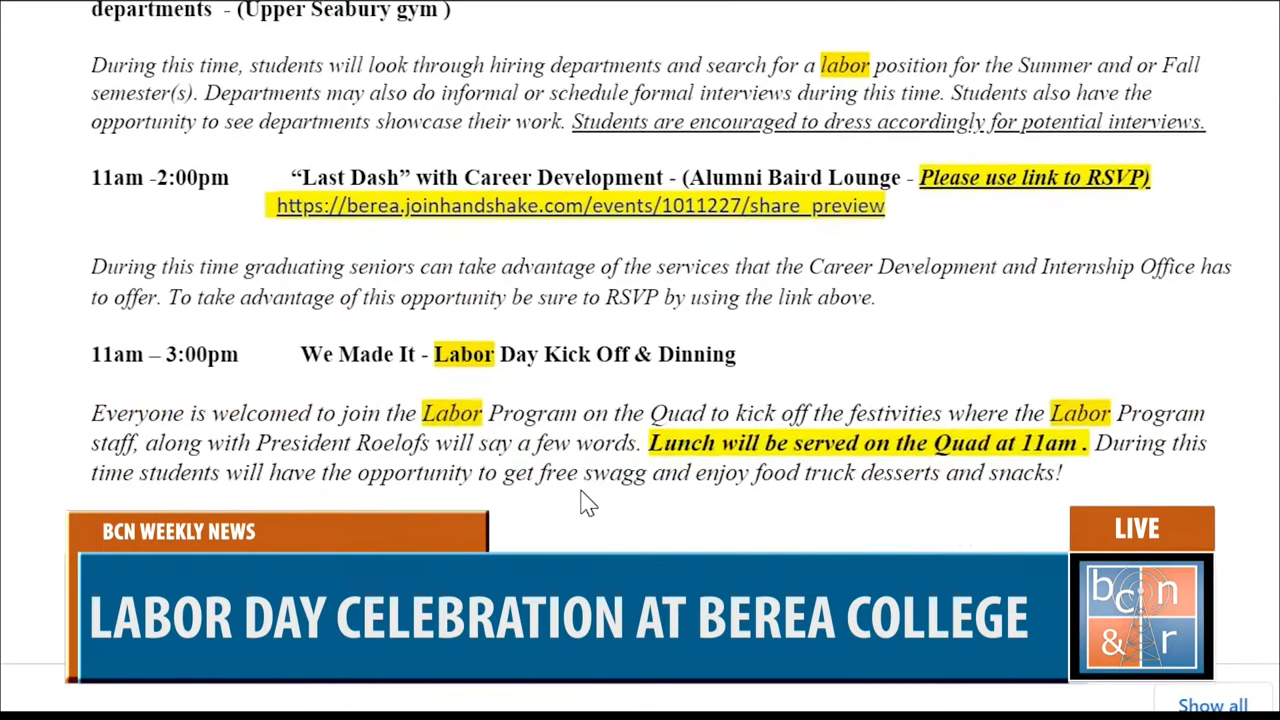 departments - (Upper Seabury gym )
During this time, students will look through hiring departments and search for a labor position for the Summer and or Fall
semester(s). Departments may also do informal or schedule formal interviews during this time. Students also have the
opportunity to see departments showcase their work. Students are encouraged to dress accordingly for potential interviews.
11am -2:00pm “Last Dash” with Career Development - (Alumni Baird Lounge - Please use link to RSVP)
https://berea.joinhandshake.com/events/1011227/share_preview
During this time graduating seniors can take advantage of the services that the Career Development and Internship Office has
to offer. To take advantage of this opportunity be sure to RSVP by using the link above.
11am – 3:00pm We Made It - Labor Day Kick Off & Dinning
Everyone is welcomed to join the Labor Program on the Quad to kick off the festivities where the Labor Program
staff, along with President Roelofs will say a few words. Lunch will be served on the Quad at 11am . During this
time students will have the opportunity to get free swagg and enjoy food truck desserts and snacks!
BCN WEEKLY NEWS
LIVE
LABOR DAY CELEBRATION AT BEREA COLLEGE
bcn
& r
Show all